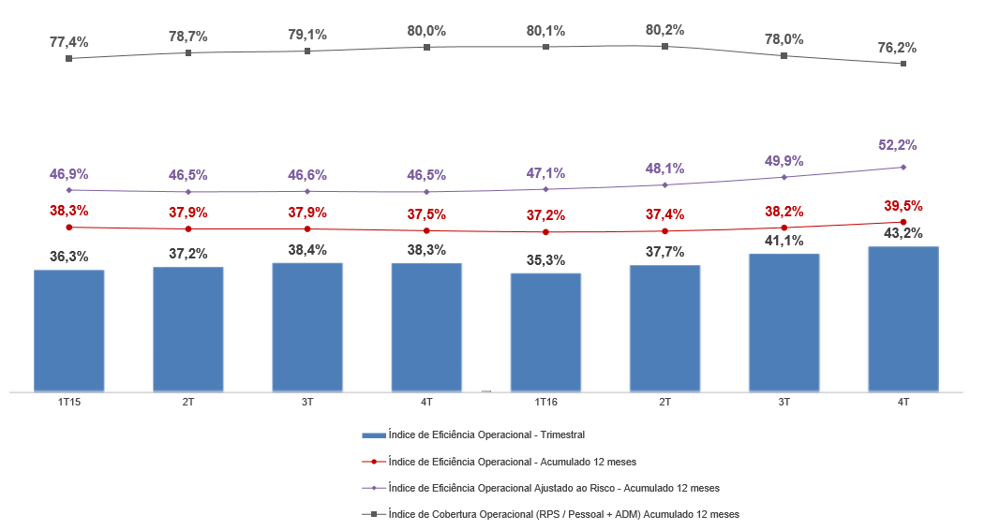 77,4% 78,7% 79,1% 80,0% 80,1% 80,2% 78,0% 76,2%
46,9% 46,5% 46,6% 46,5% 47,1% 48,1% 49,9% 52,2%
38,3% 37,9% 37,9% 37,5% 37,2% 37,4% 38,2% 39,5%
36,3% 37,2% 38,4% 38,3% 35,3% 37,7% 41,1% 43,2%
1T15 2T 3T 4T 1T16 2T 3T 4T
Índice de Eficiência Operacional - Trimestral
Índice de Eficiência Operacional - Acumulado 12 meses
Índice de Eficiência Operacional Ajustado ao Risco - Acumulado 12 meses
Índice de Cobertura Operacional (RPS / Pessoal + ADM) Acumulado 12 meses